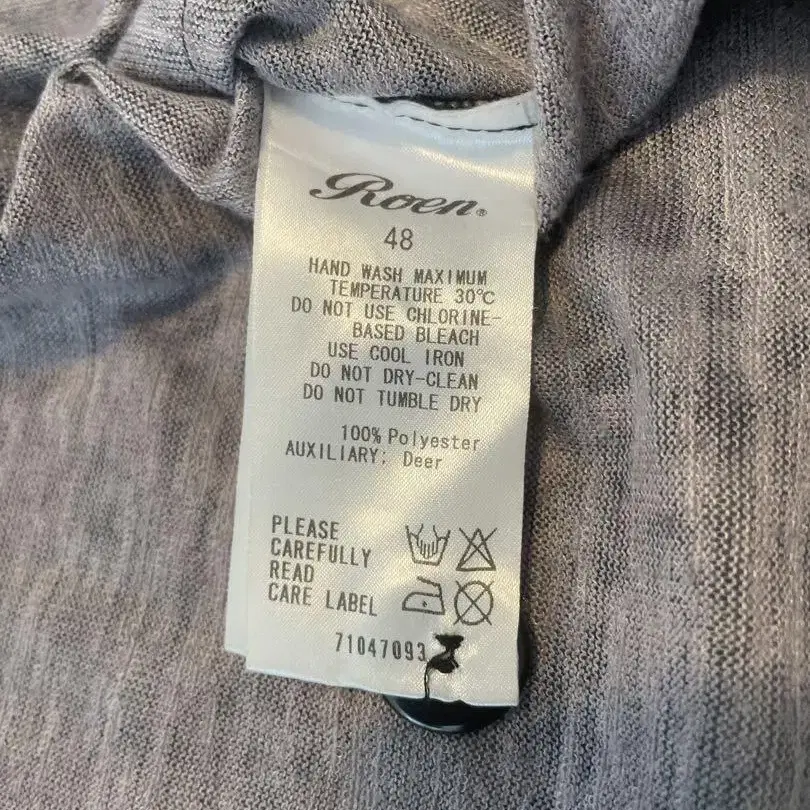 Roen®
48
HAND WASH MAXIMUM
TEMPERATURE 30℃
DO NOT USE CHLORINE-
BASED BLEACH
USE COOL IRON
DO NOT DRY-CLEAN
DO NOT TUMBLE DRY
100% Polyester
AUXILIARY; Deer
PLEASE
CAREFULLY
READ
CARE LABEL
71047093